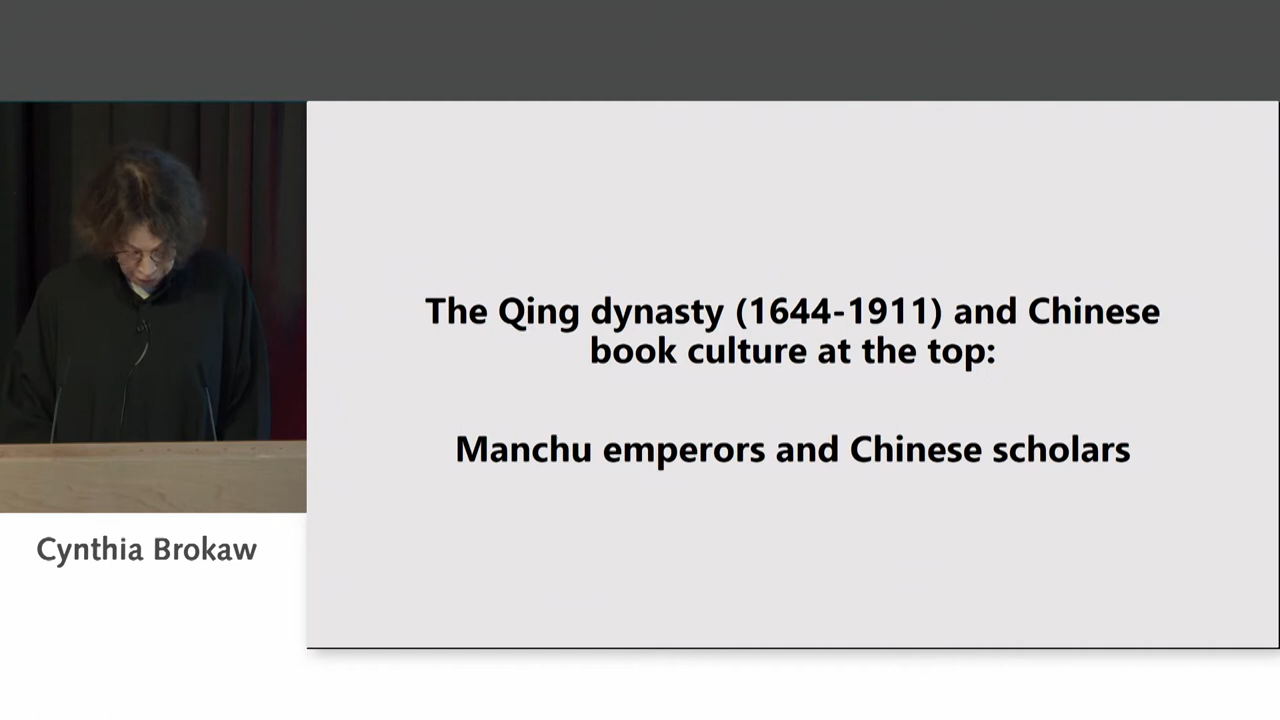 The Qing dynasty (1644-1911) and Chinese
book culture at the top:
Manchu emperors and Chinese scholars
Cynthia Brokaw